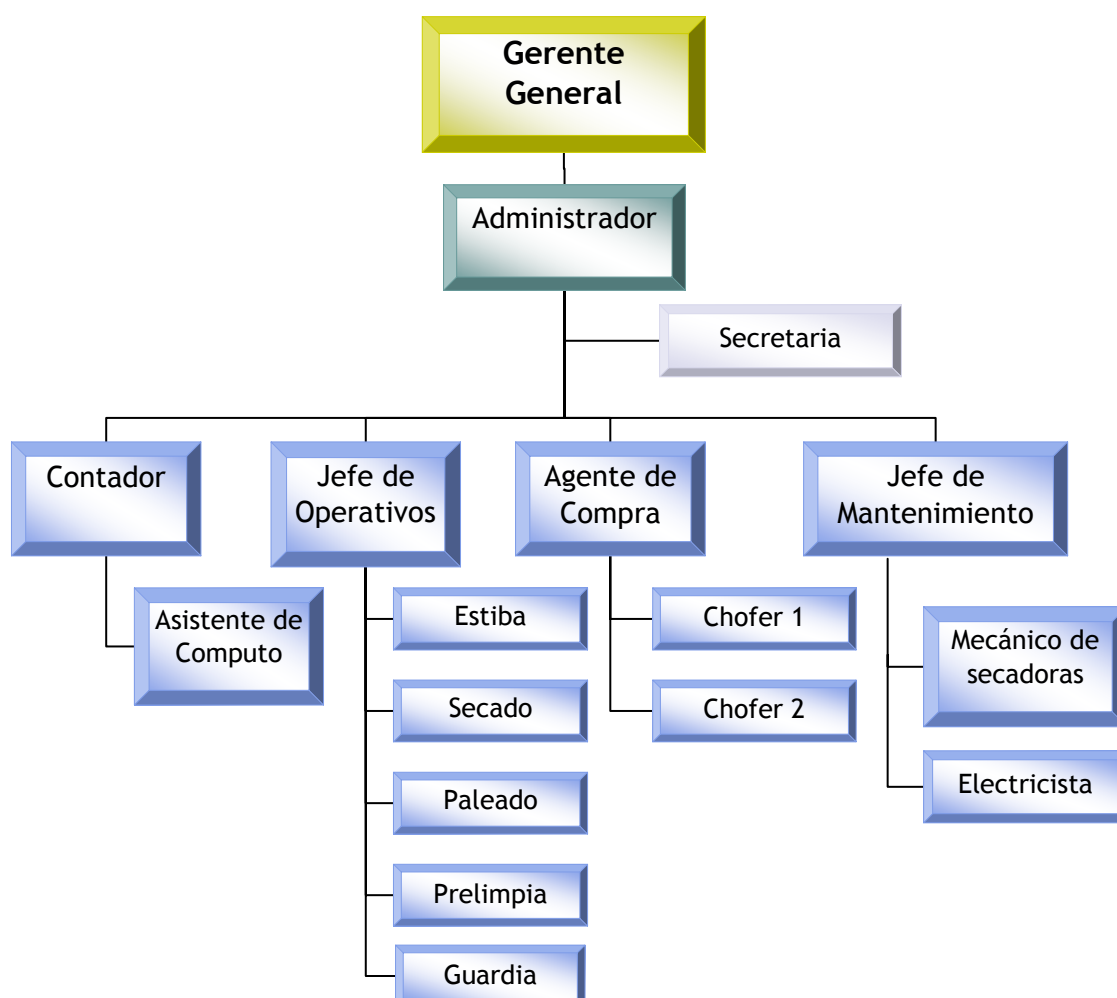 Gerente
General
Administrador
Secretaria
Contador
Jefe de
Operativos
Agente de
Compra
Jefe de
Mantenimiento
Asistente de
Computo
Estiba
Secado
Paleado
Prelimpia
Guardia
Chofer 1
Chofer 2
Mecánico de
secadoras
Electricista